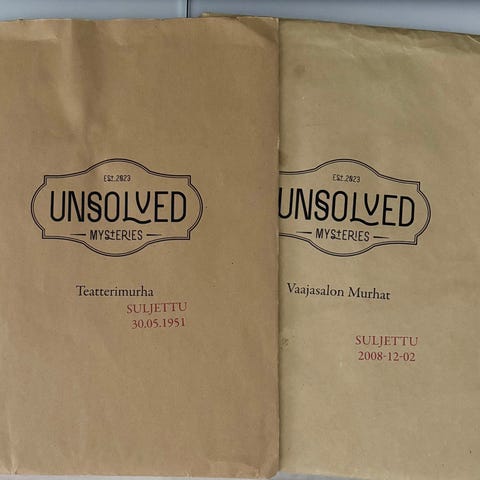 EST.2023
UNSOLVED
MYSTERIES
Teatterimurha
SULJETTU
30.05.1951
EST.2023
UNSOLVED
MYSTERIES
Vaajasalon Murhat
SULJETTU
2008-12-02